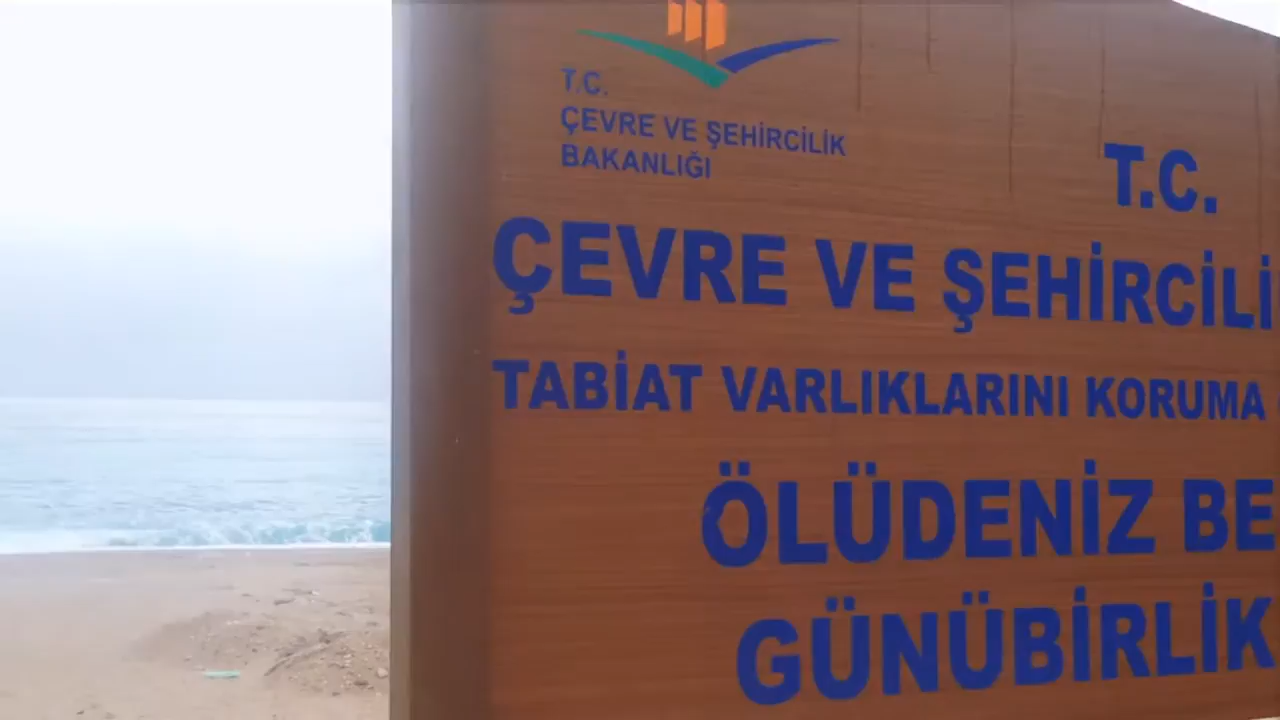 T.C.
ÇEVRE VE ŞEHİRCİLİK
BAKANLIĞI
T.C.
ÇEVRE VE ŞEHİRCİLİ
TABİAT VARLIKLARINI KORUMA
ÖLÜDENİZ BE
GÜNÜBİRLİK